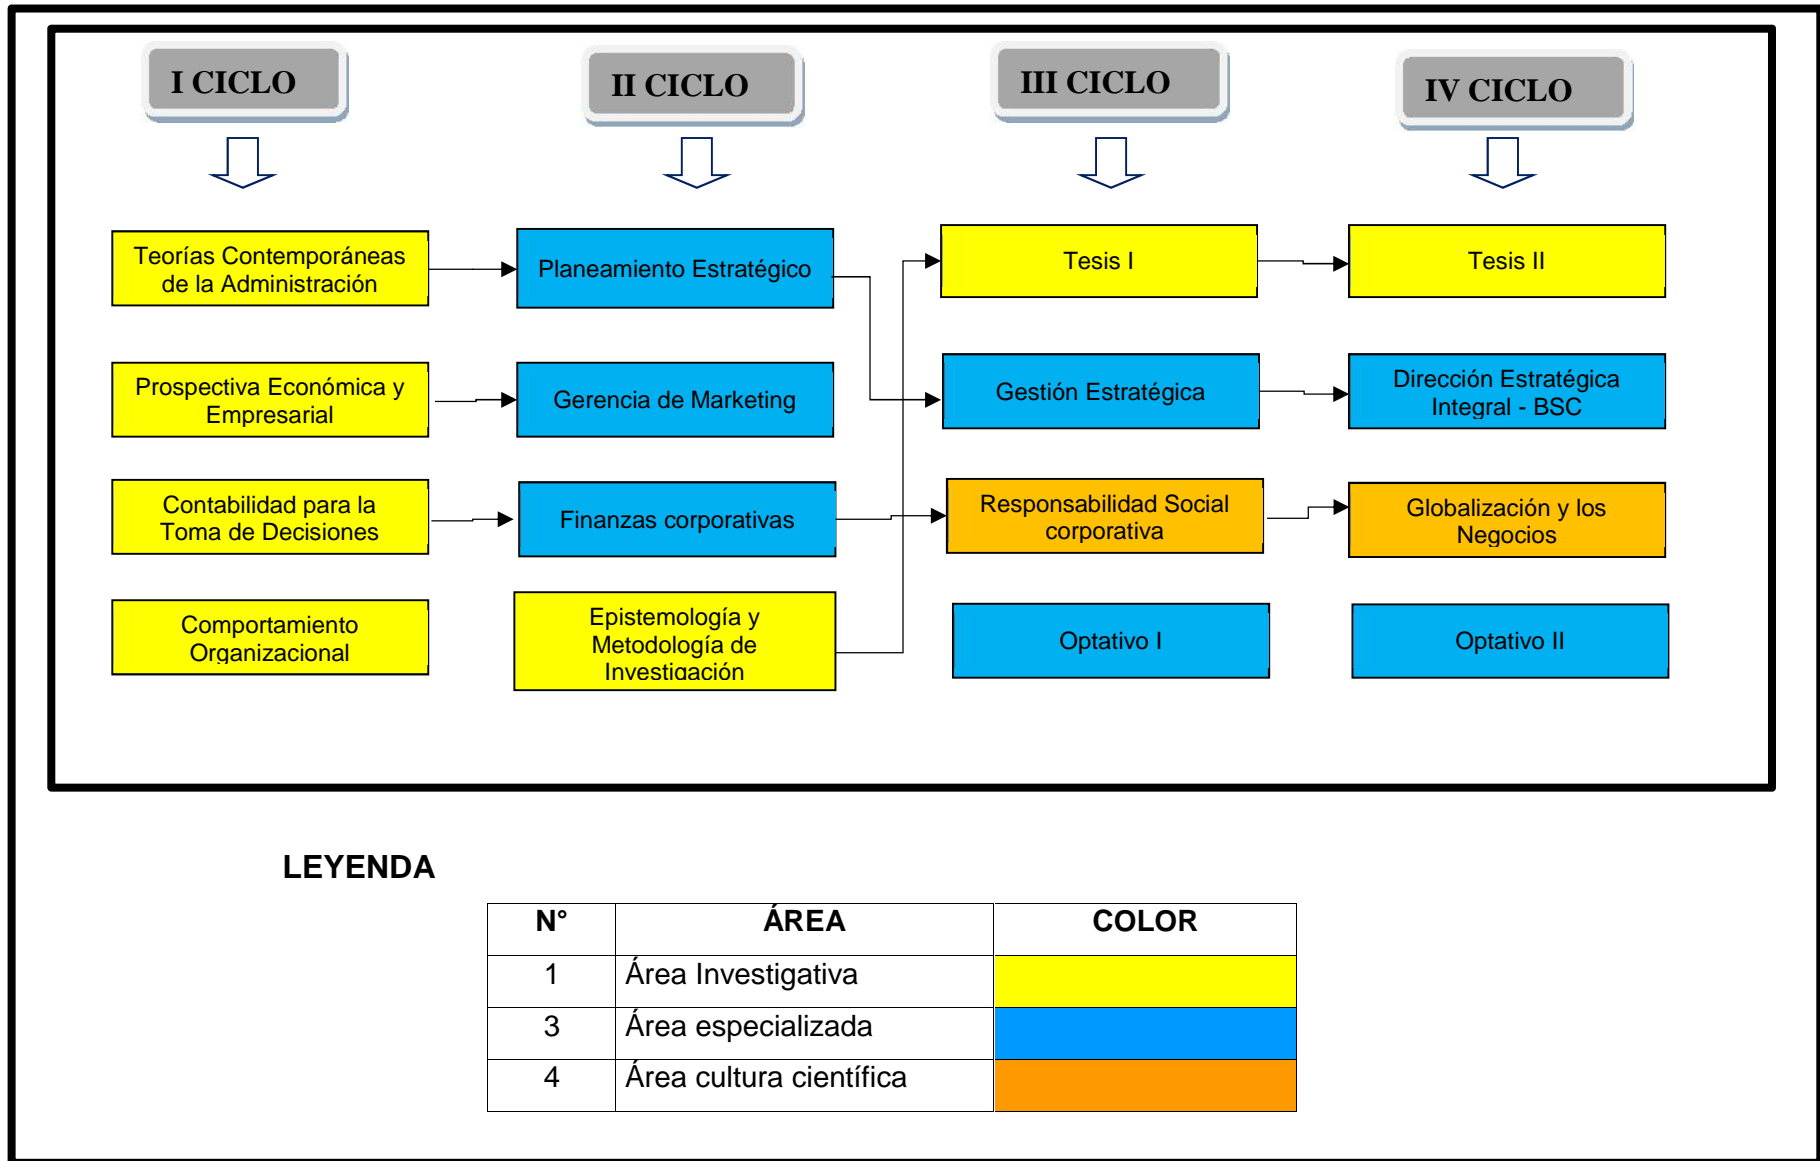 I CICLO
II CICLO
III CICLO
IV CICLO
Teorías Contemporáneas
de la Administración
Planeamiento Estratégico
Tesis I
Tesis II
Prospectiva Económica y
Empresarial
Gerencia de Marketing
Gestión Estratégica
Dirección Estratégica
Integral - BSC
Contabilidad para la
Toma de Decisiones
Finanzas corporativas
Responsabilidad Social
corporativa
Globalización y los
Negocios
Comportamiento
Organizacional
Epistemología y
Metodología de
Investigación
Optativo I
Optativo II
LEYENDA
N° ÁREA COLOR
1 Área Investigativa
3 Área especializada
4 Área cultura científica